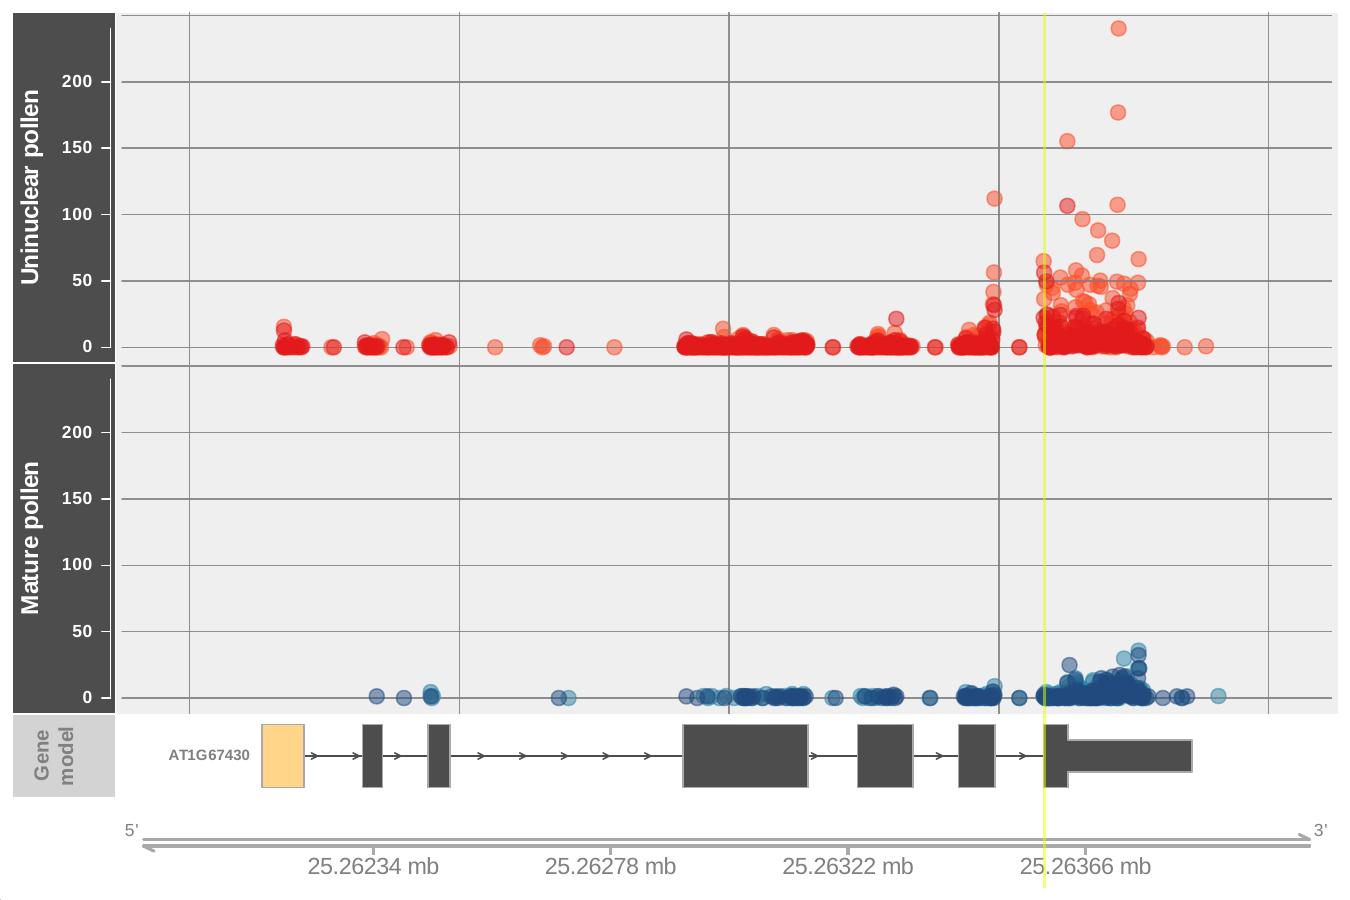 Uninuclear pollen
200
150
100
50
0
Mature pollen
200
150
100
50
0
Gene
model
AT1G67430
5'
3'
25.26234 mb
25.26278 mb
25.26322 mb
25.26366 mb